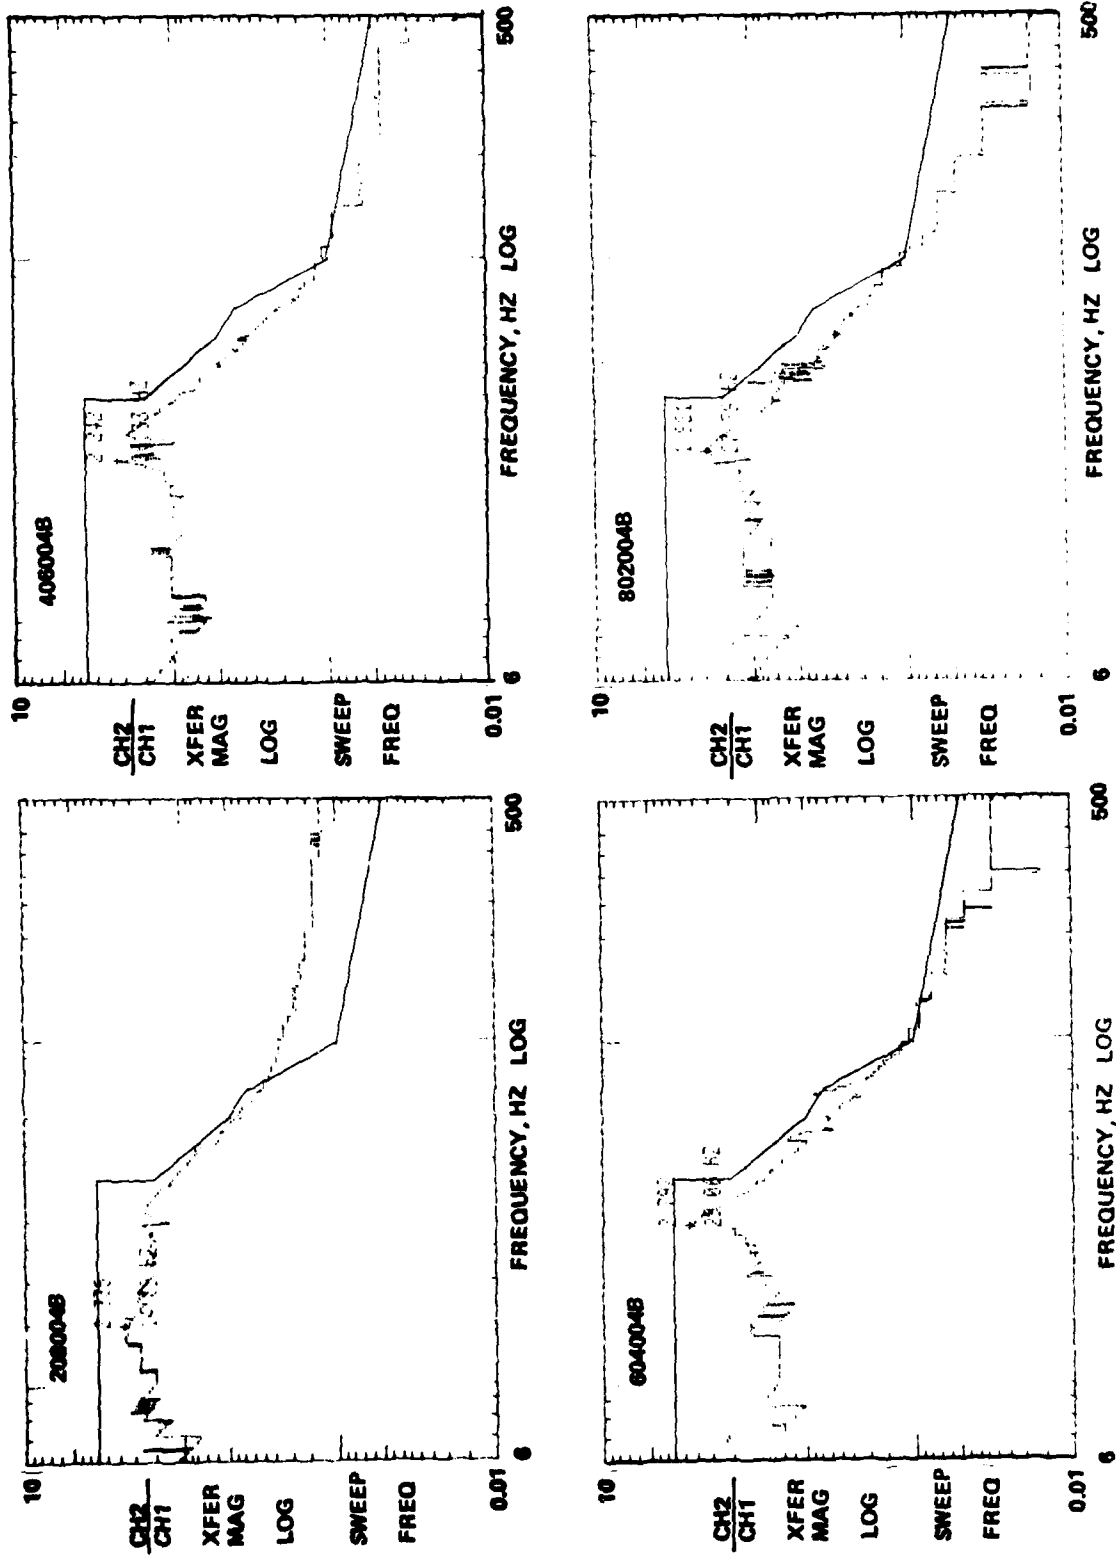 10
CH2
CH1
XFER
MAG
LOG
SWEEP
FREQ
0.01
406004B
6
FREQUENCY, HZ LOG
500
10
CH2
CH1
XFER
MAG
LOG
SWEEP
FREQ
0.01
802004B
6
FREQUENCY, HZ LOG
500
10
CH2
CH1
XFER
MAG
LOG
SWEEP
FREQ
0.01
208004B
6
FREQUENCY, HZ LOG
500
10
CH2
CH1
XFER
MAG
LOG
SWEEP
FREQ
0.01
604004B
HZ
6
FREQUENCY, HZ LOG
500